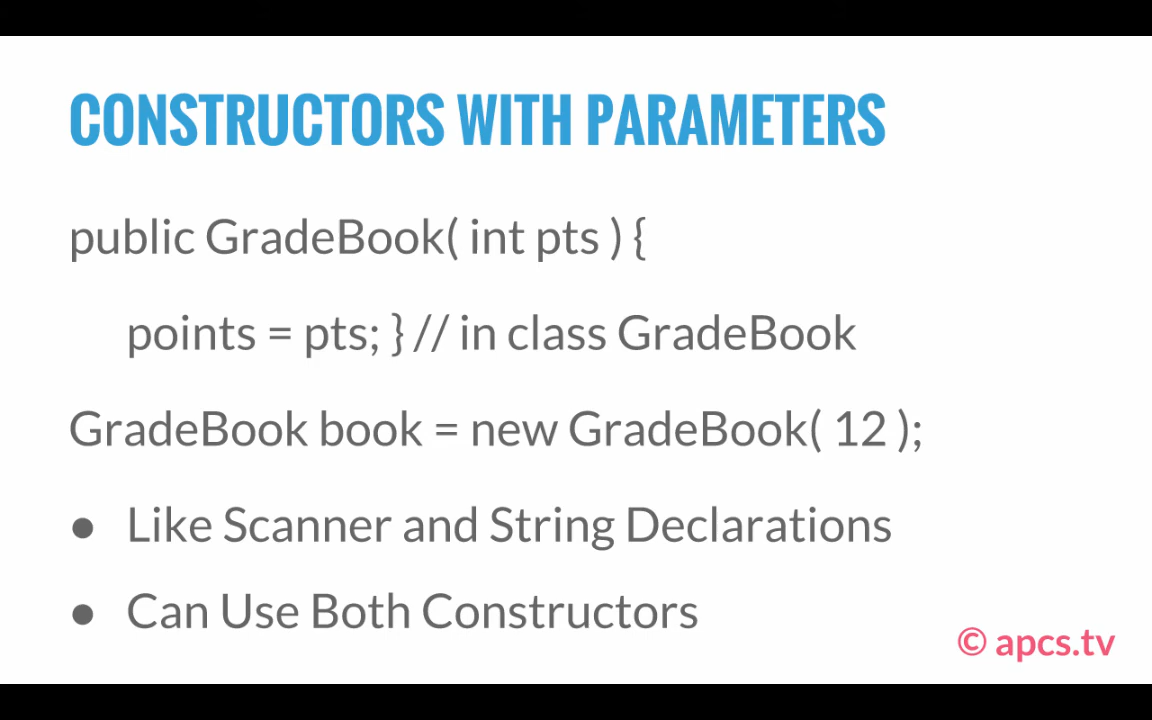 CONSTRUCTORS WITH PARAMETERS
public GradeBook( int pts ) {
points = pts; } // in class GradeBook
GradeBook book = new GradeBook( 12 );
● Like Scanner and String Declarations
● Can Use Both Constructors
© apcs.tv